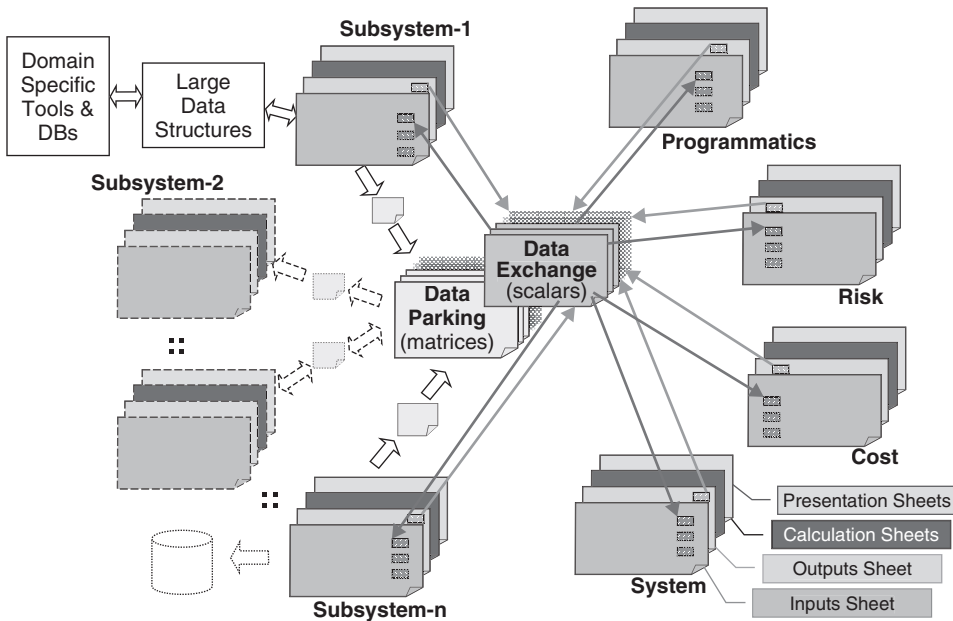 Subsystem-1
Domain
Specific
Tools &
DBs
Large
Data
Structures
Programmatics
Subsystem-2
Data
Exchange
(scalars)
Risk
Data
Parking
(matrices)
Cost
Presentation Sheets
Calculation Sheets
Outputs Sheet
Inputs Sheet
System
Subsystem-n